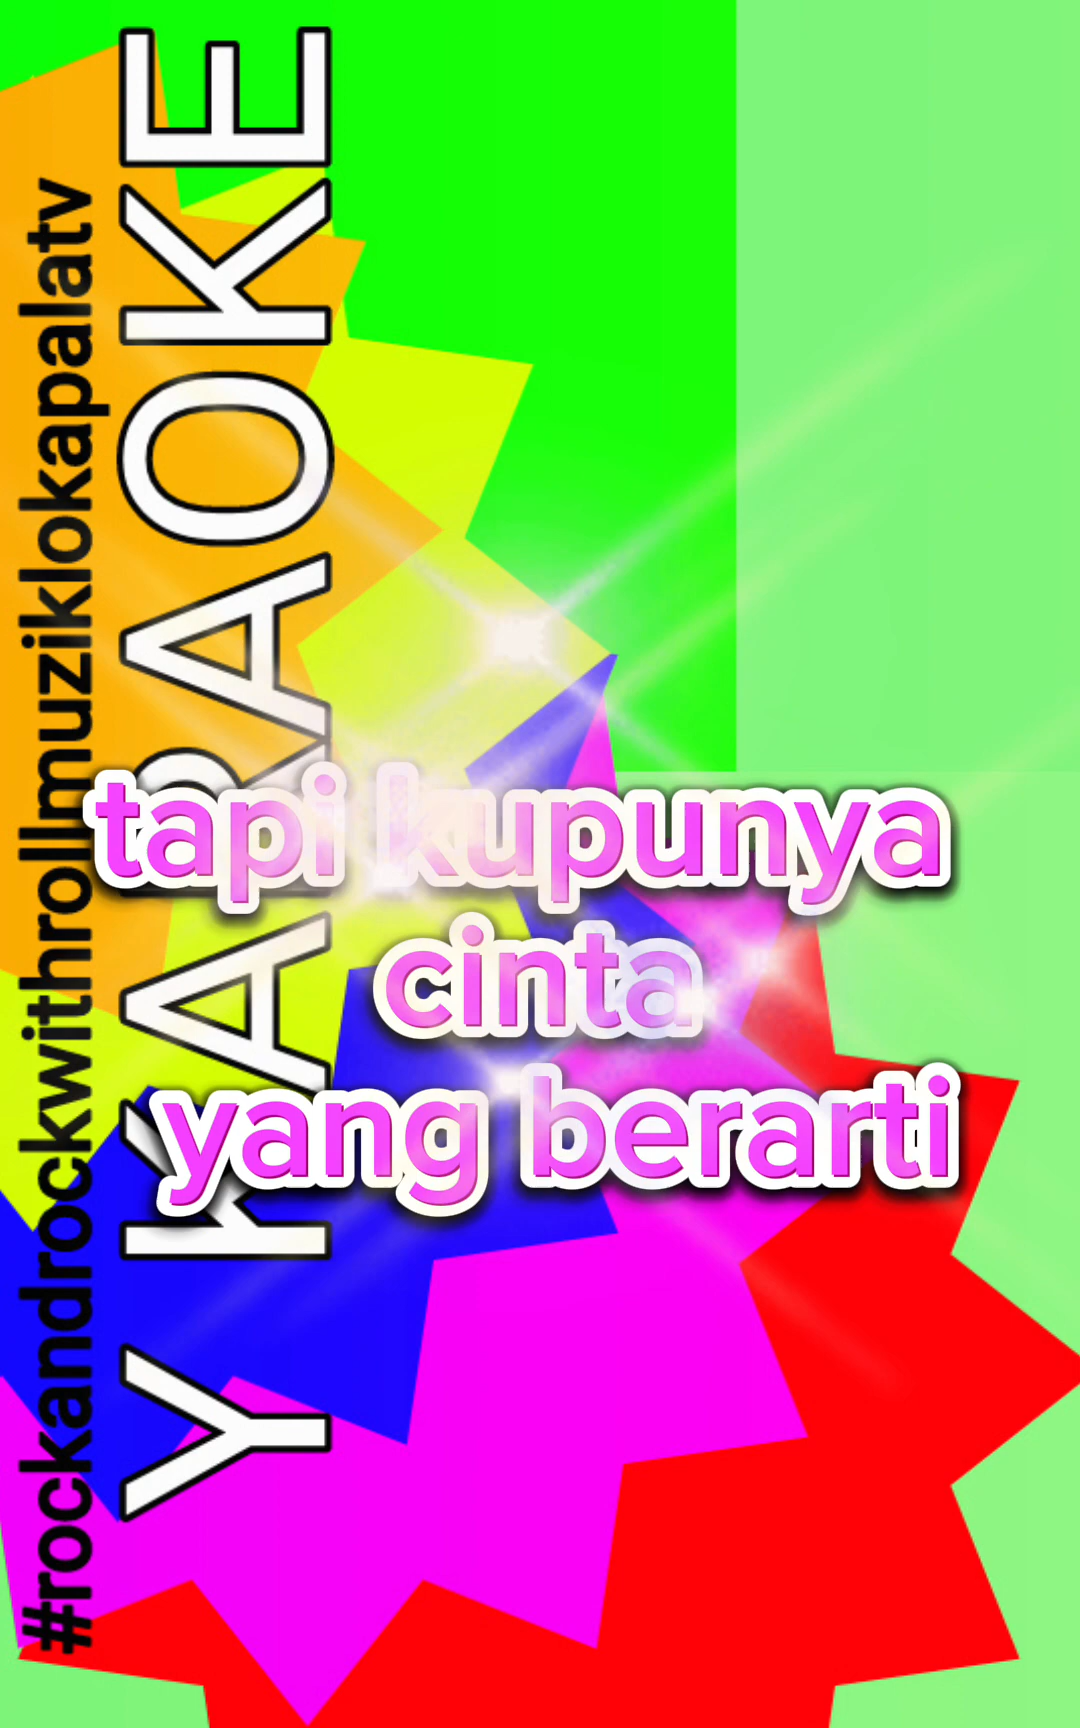 #rockandrockwithrollmuziklokapalatv
Y KARAOKE
tapi kupunya
cinta
yang berarti